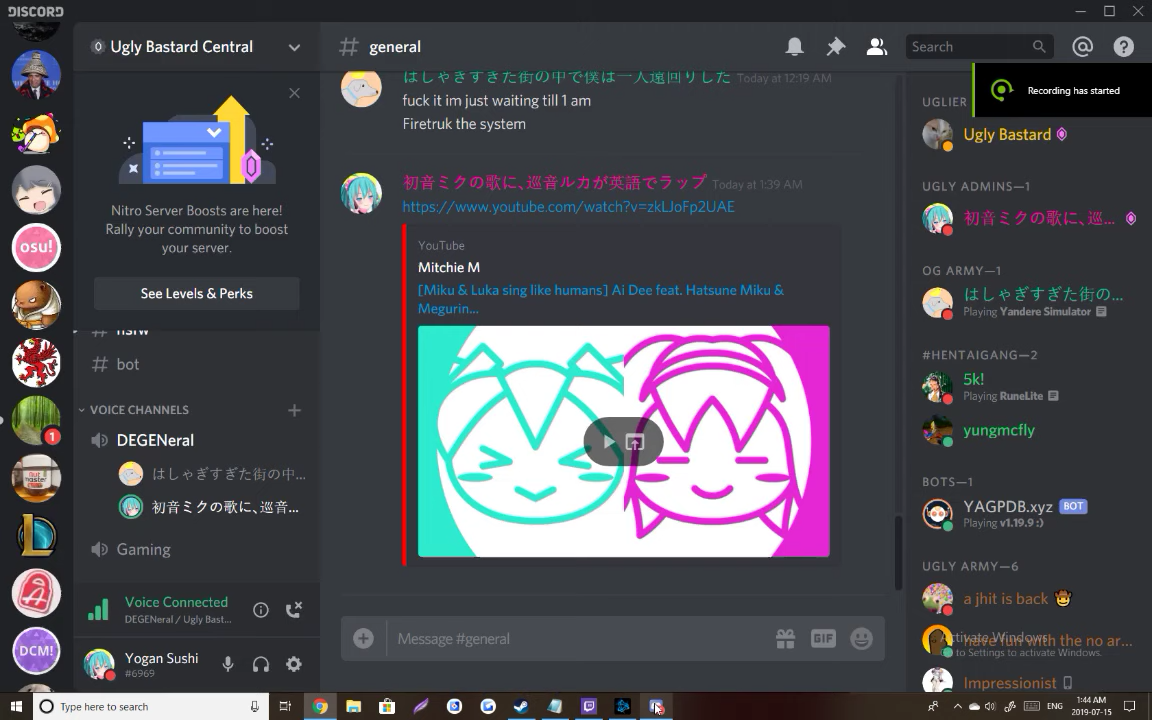 DISCORD
Ugly Bastard Central
Nitro Server Boosts are here!
Rally your community to boost
your server.
See Levels & Perks
nsfw
# bot
VOICE CHANNELS
DEGENeral
はしゃぎすぎた街の中...
初音ミクの歌に、巡音...
Gaming
Voice Connected
DEGENeral / Ugly Bast...
Yogan Sushi
#6969
osu!
1
DCM!
# general
Search
はしゃぎすぎた街の中で僕は一人遠回りした Today at 12:19 AM
fuck it im just waiting till 1 am
Firetruk the system
初音ミクの歌に、巡音ルカが英語でラップ Today at 1:39 AM
https://www.youtube.com/watch?v=zkLJoFp2UAE
YouTube
Mitchie M
[Miku & Luka sing like humans] Ai Dee feat. Hatsune Miku &
Megurin...
Message #general
GIF
Recording has started
UGLIER
Ugly Bastard
UGLY ADMINS—1
初音ミクの歌に、巡...
OG ARMY—1
はしゃぎすぎた街の...
Playing Yandere Simulator
#HENTAIGANG—2
5k!
Playing RuneLite
yungmcfly
BOTS—1
YAGPDB.xyz BOT
Playing v1.19.9 :)
UGLY ARMY—6
a jhit is back
have fun with the no ar...
Activate Windows
Go to Settings to activate Windows.
Impressionist
Type here to search
ENG
1:44 AM
2019-07-15